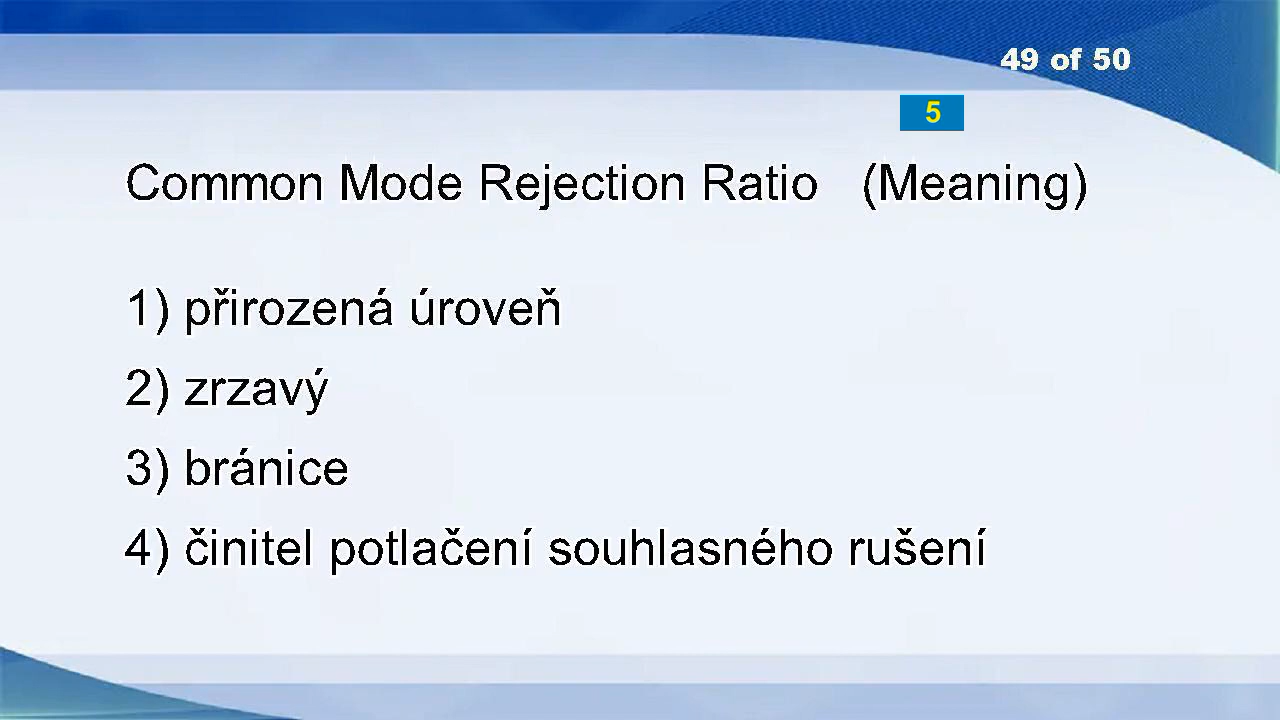 49 of 50
5
Common Mode Rejection Ratio (Meaning)
1) přirozená úroveň
2) zrzavý
3) bránice
4) činitel potlačení souhlasného rušení